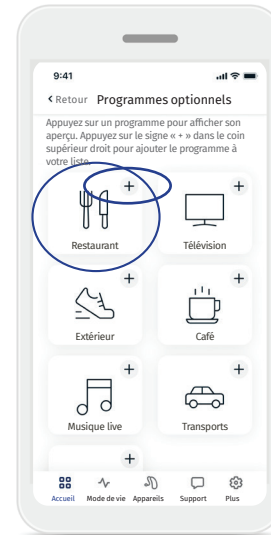 9:41
Retour Programmes optionnels
Appuyez sur un programme pour afficher son
aperçu. Appuyez sur le signe « + » dans le coin
supérieur droit pour ajouter le programme à
votre liste.
+ +
Restaurant Télévision
+ +
Extérieur Café
+ +
Musique live Transports
+
Accueil Mode de vie Appareils Support Plus